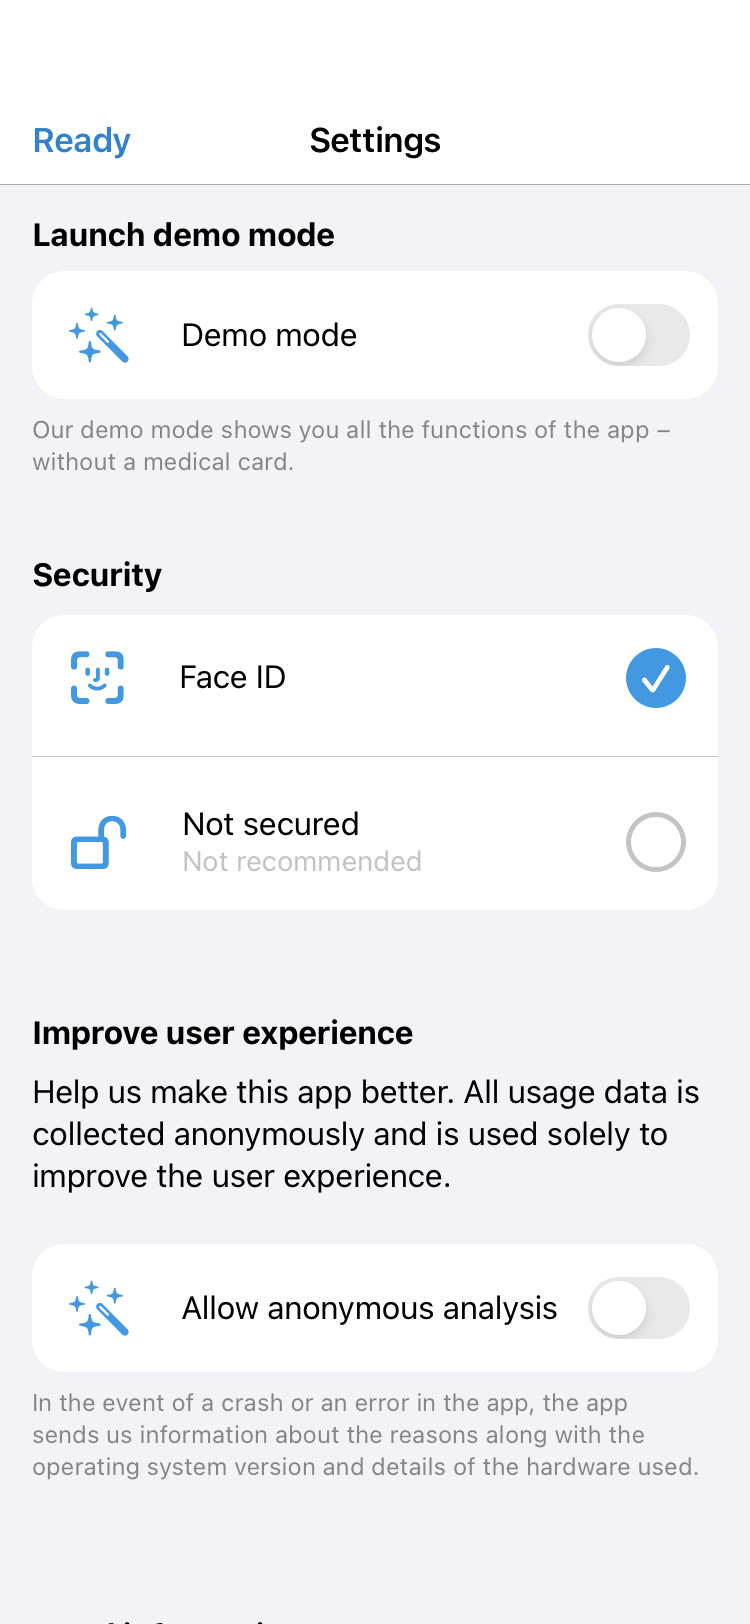 Ready
Settings
Launch demo mode
Demo mode
Our demo mode shows you all the functions of the app –
without a medical card.
Security
Face ID
Not secured
Not recommended
Improve user experience
Help us make this app better. All usage data is
collected anonymously and is used solely to
improve the user experience.
Allow anonymous analysis
In the event of a crash or an error in the app, the app
sends us information about the reasons along with the
operating system version and details of the hardware used.